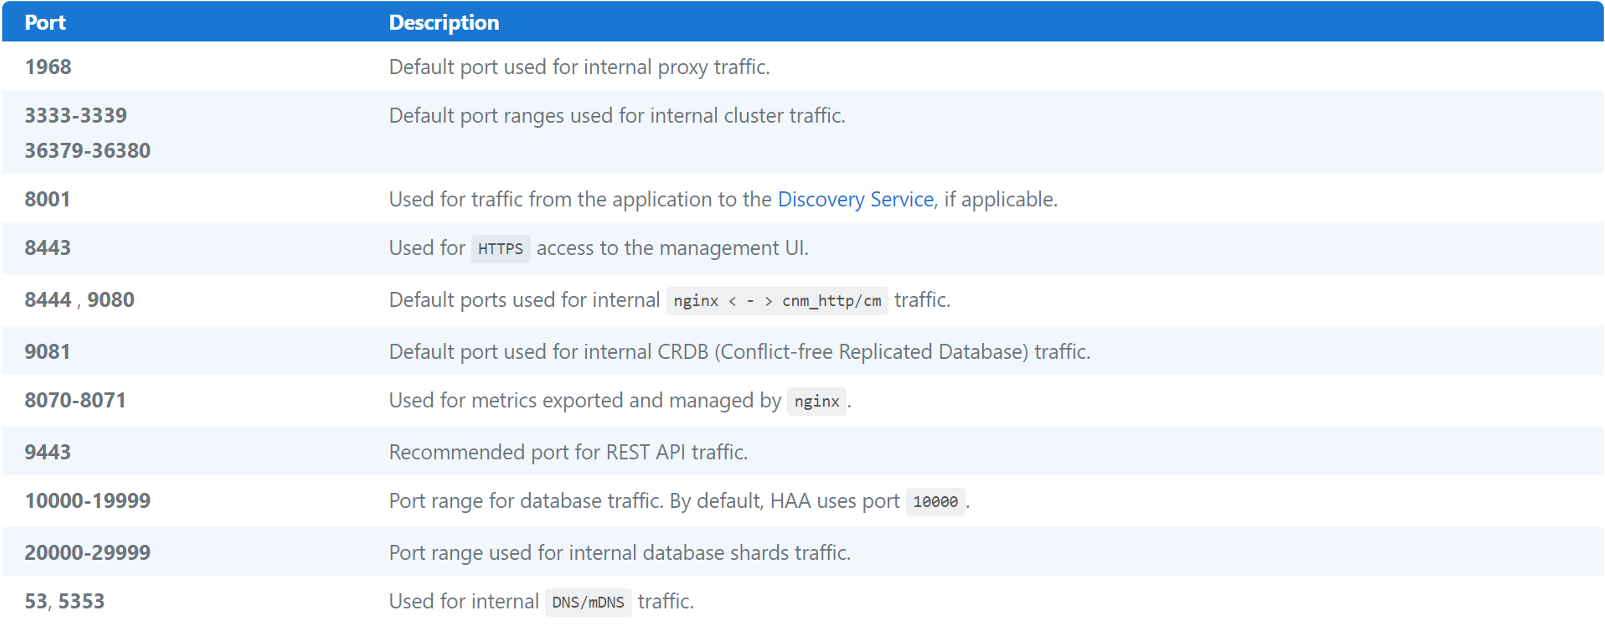 Port Description
1968 Default port used for internal proxy traffic.
3333-3339 Default port ranges used for internal cluster traffic.
36379-36380
8001 Used for traffic from the application to the Discovery Service, if applicable.
8443 Used for HTTPS access to the management UI.
8444 , 9080 Default ports used for internal nginx < - > cnm_http/cm traffic.
9081 Default port used for internal CRDB (Conflict-free Replicated Database) traffic.
8070-8071 Used for metrics exported and managed by nginx.
9443 Recommended port for REST API traffic.
10000-19999 Port range for database traffic. By default, HAA uses port 10000.
20000-29999 Port range used for internal database shards traffic.
53, 5353 Used for internal DNS/mDNS traffic.